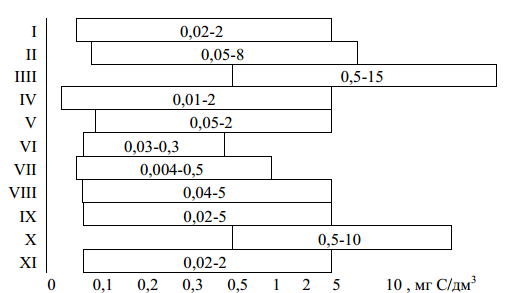 I 0,02-2
II 0,05-8
IIII 0,5-15
IV 0,01-2
V 0,05-2
VI 0,03-0,3
VII 0,004-0,5
VIII 0,04-5
IX 0,02-5
X 0,5-10
XI 0,02-2
0 0,1 0,2 0,3 0,5 1 2 5 10 , мг С/дм³